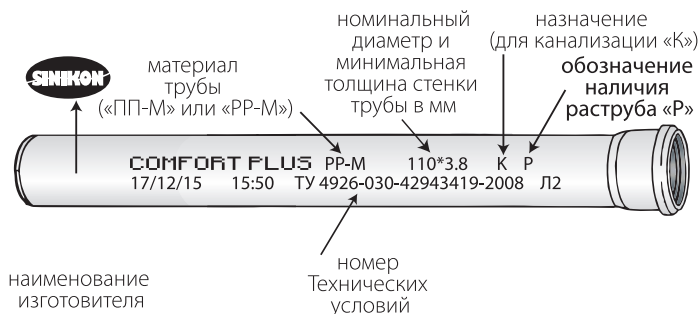 SINIKON
материал
трубы
(«ПП-М» или «PP-M»)
номинальный
диаметр и
минимальная
толщина стенки
трубы в мм
назначение
(для канализации «К»)
обозначение
наличия
раструба «Р»
COMFORT PLUS PP-M 110*3.8 К Р
17/12/15 15:50 ТУ 4926-030-42943419-2008 Л2
наименование
изготовителя
номер
Технических
условий